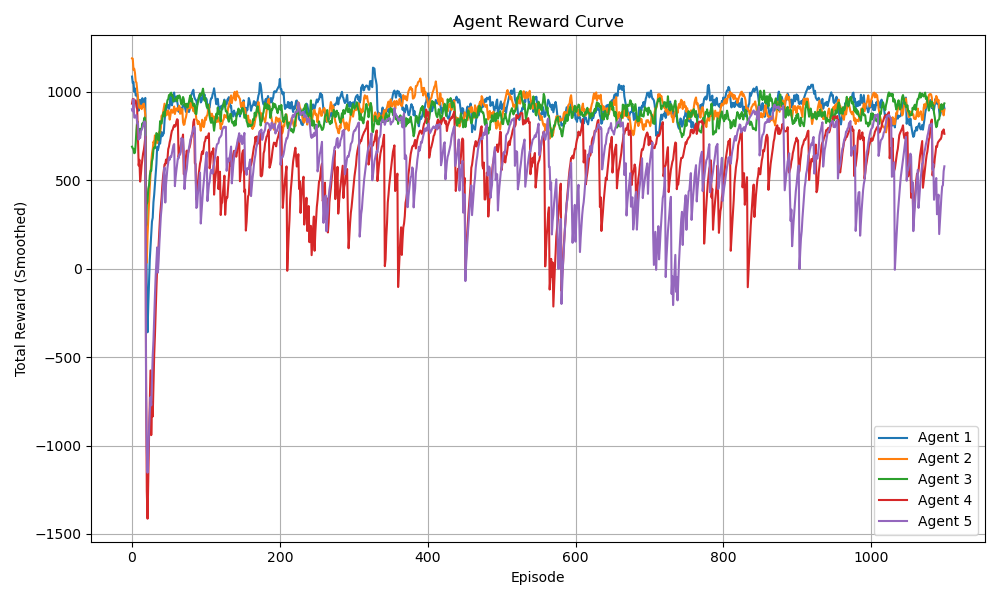 Agent Reward Curve
Total Reward (Smoothed)
1000
500
0
−500
−1000
−1500
0 200 400 600 800 1000
Episode
Agent 1
Agent 2
Agent 3
Agent 4
Agent 5